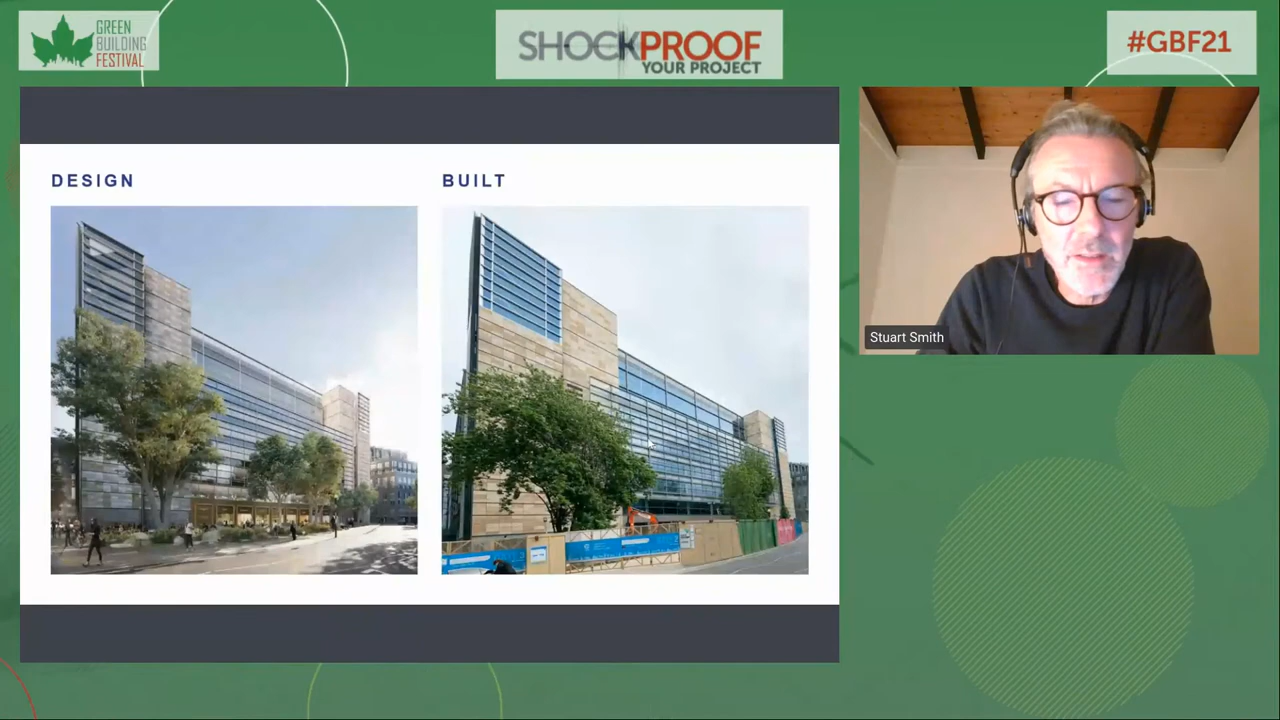 GREEN
BUILDING
FESTIVAL
SHOCKPROOF
YOUR PROJECT
#GBF21
DESIGN
BUILT
Stuart Smith